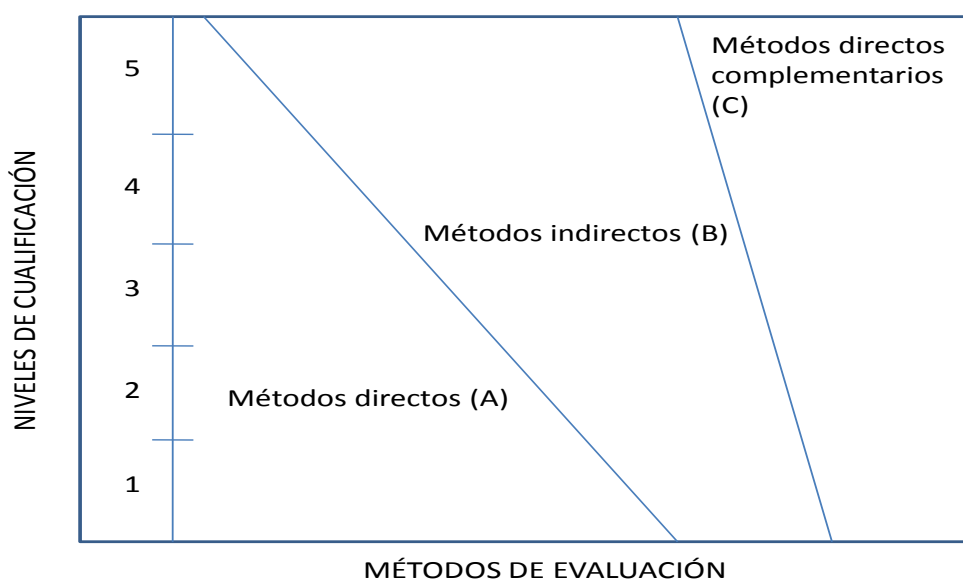 NIVELES DE CUALIFICACIÓN
5
4
3
2
1
Métodos directos
complementarios
(C)
Métodos indirectos (B)
Métodos directos (A)
MÉTODOS DE EVALUACIÓN